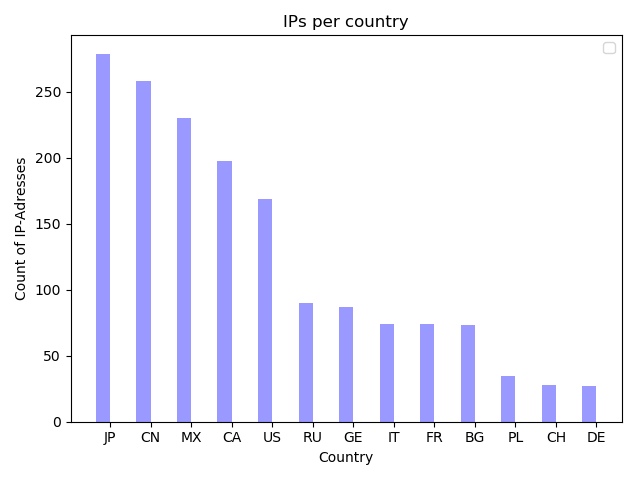 IPs per country
Count of IP-Adresses
250
200
150
100
50
0
JP CN MX CA US RU GE IT FR BG PL CH DE
Country